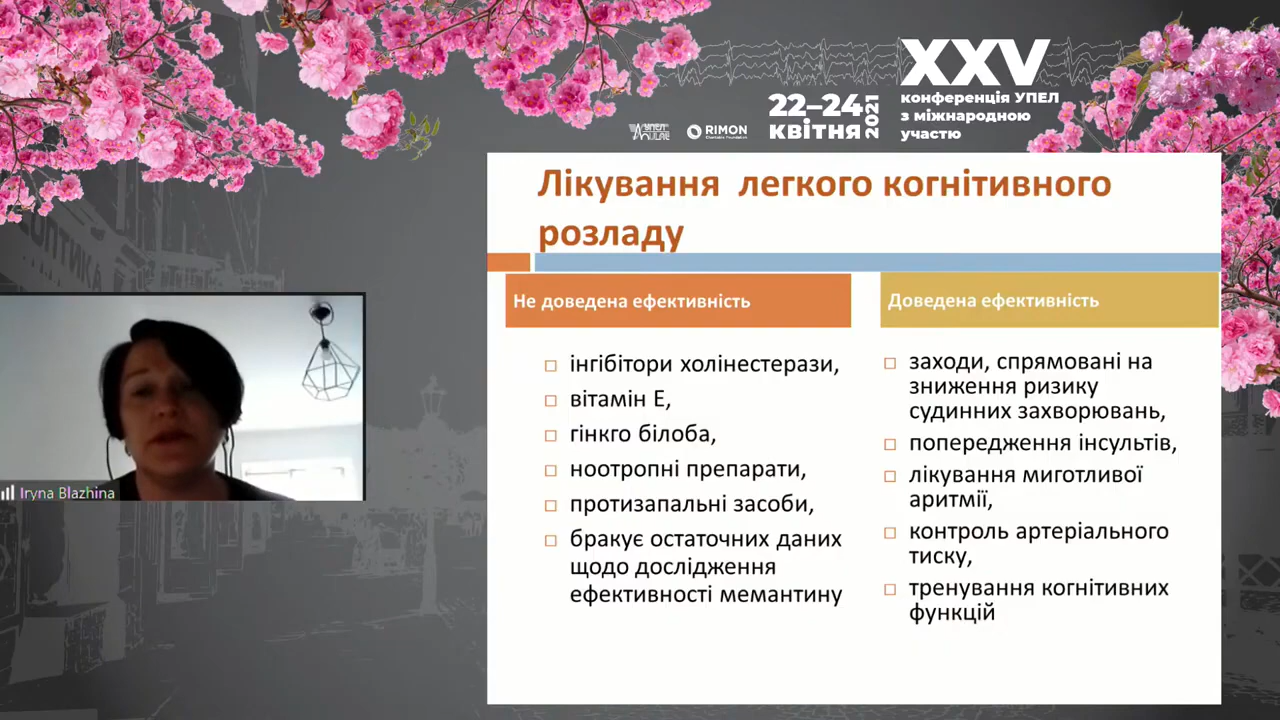 XXV
конференція УПЕЛ
з міжнародною
участю
22–24
квітня
2021
УПЕЛ
RIMON
Лікування легкого когнітивного
розладу
Не доведена ефективність
інгібітори холінестерази,
вітамін Е,
гінкго білоба,
ноотропні препарати,
протизапальні засоби,
бракує остаточних даних
щодо дослідження
ефективності мемантину
Доведена ефективність
заходи, спрямовані на
зниження ризику
судинних захворювань,
попередження інсультів,
лікування миготливої
аритмії,
контроль артеріального
тиску,
тренування когнітивних
функцій
Iryna Blazhina
ОПТИКА